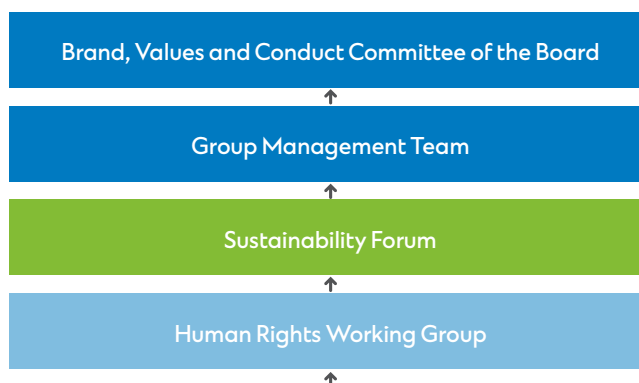 Brand, Values and Conduct Committee of the Board
Group Management Team
Sustainability Forum
Human Rights Working Group